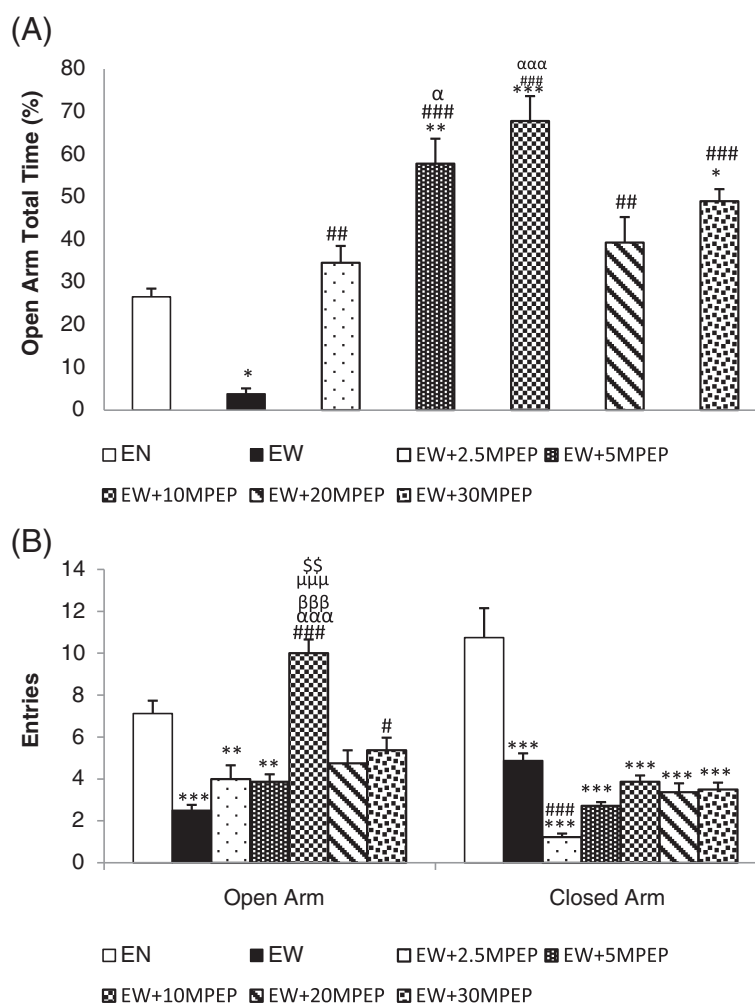 (A)
Open Arm Total Time (%)
80
70
60
50
40
30
20
10
0
*
##
α
###
**
ααα
###
***
##
###
*
EN EW EW+2.5MPEP EW+5MPEP
EW+10MPEP EW+20MPEP EW+30MPEP
(B)
Entries
14
12
10
8
6
4
2
0
***
**
**
$$
μμμ
βββ
ααα
###
#
***
###
***
***
***
***
***
Open Arm Closed Arm
EN EW EW+2.5MPEP EW+5MPEP
EW+10MPEP EW+20MPEP EW+30MPEP